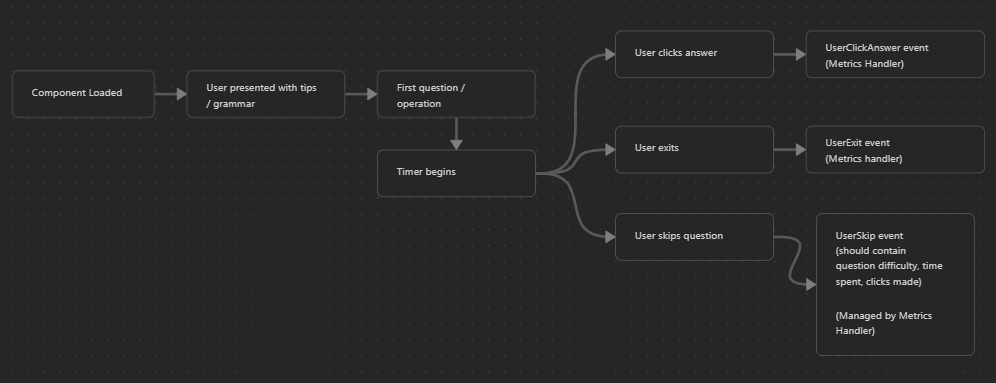 Component Loaded
User presented with tips
/ grammar
First question /
operation
Timer begins
User clicks answer
UserClickAnswer event
(Metrics Handler)
User exits
UserExit event
(Metrics handler)
User skips question
UserSkip event
(should contain
question difficulty, time
spent, clicks made)
(Managed by Metrics
Handler)